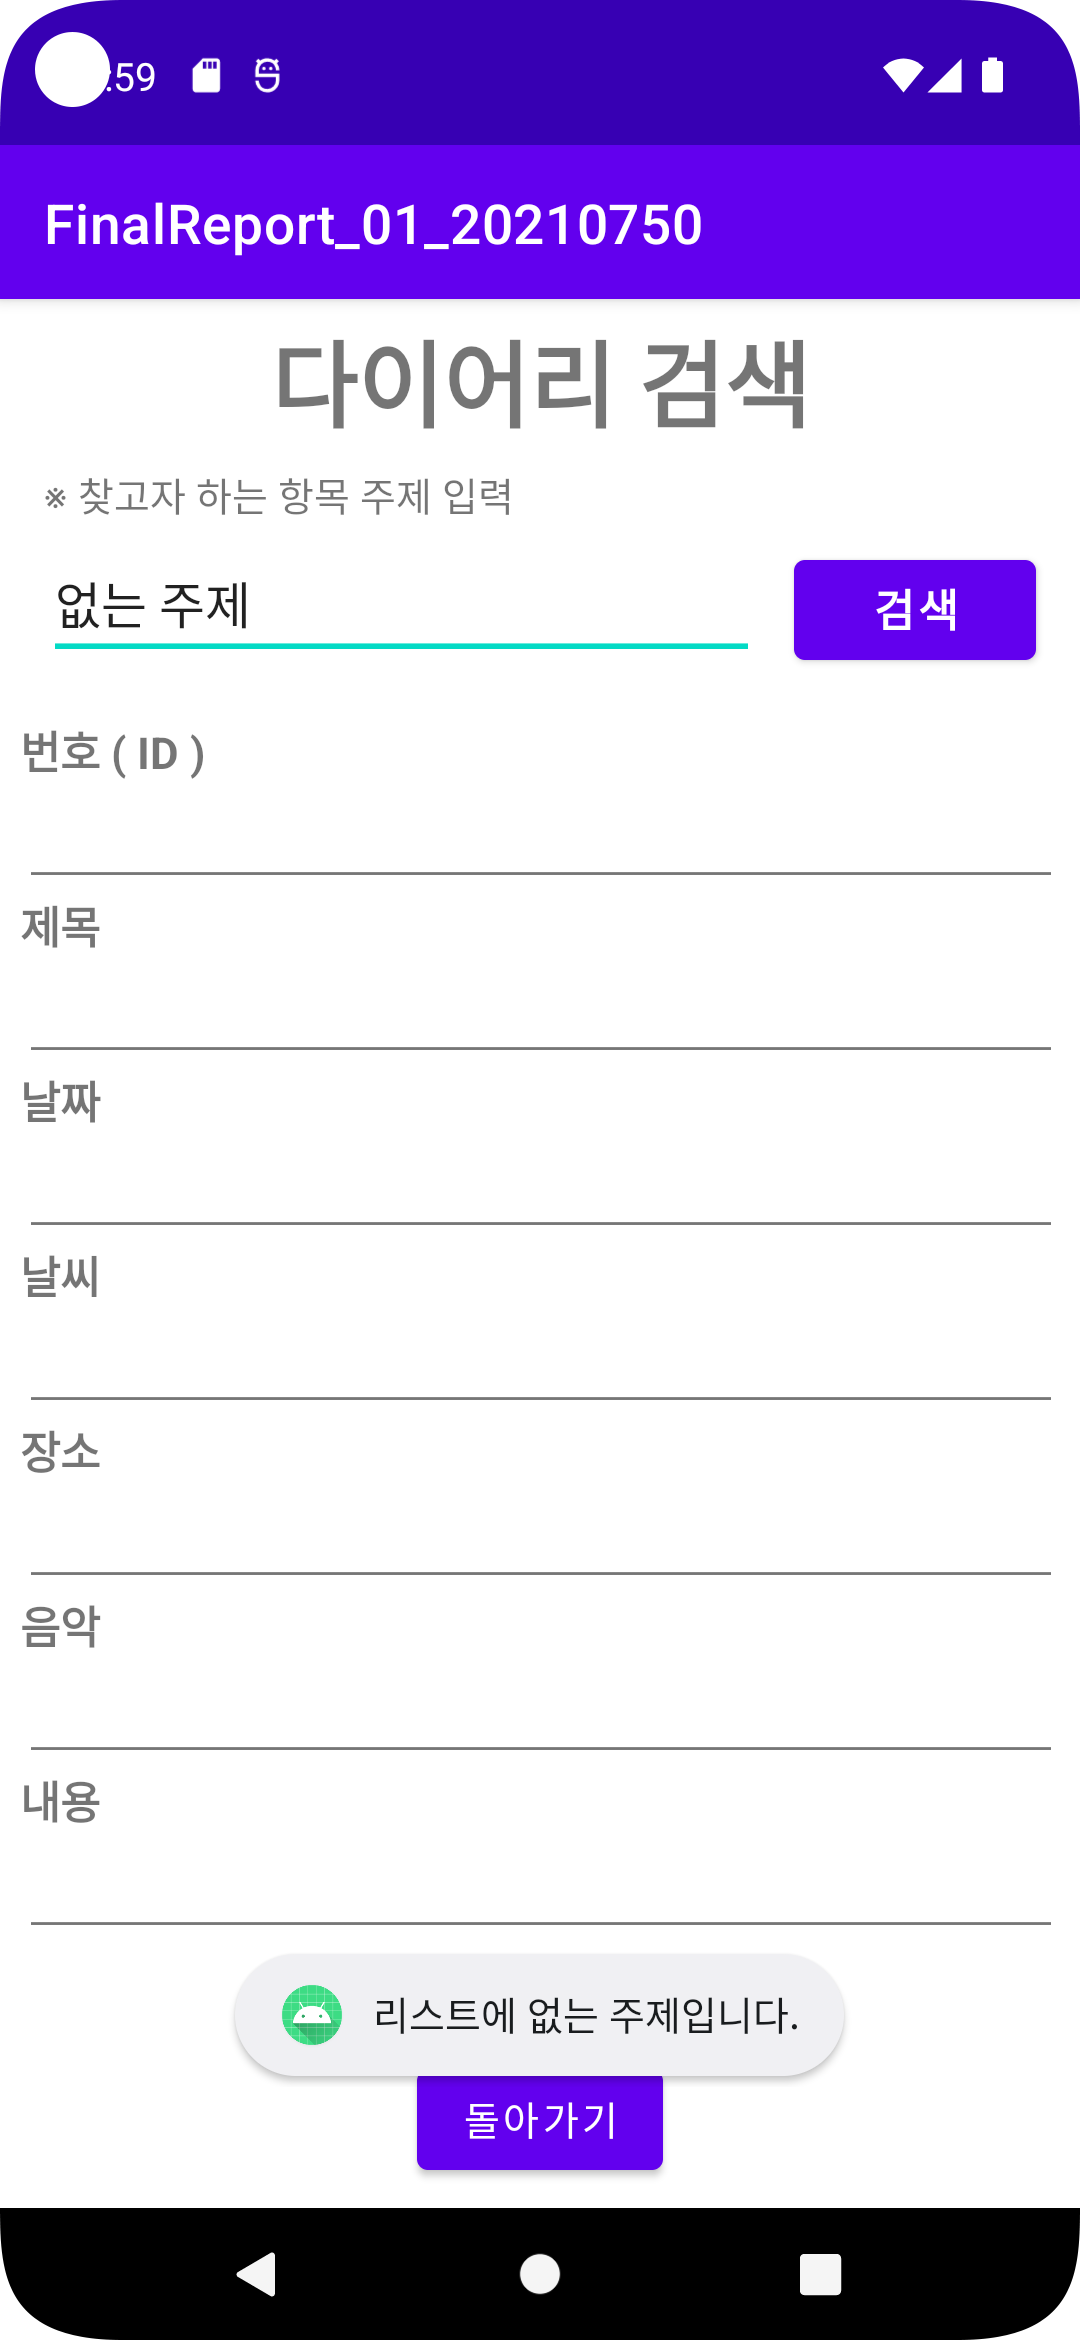 :59
FinalReport_01_20210750
다이어리 검색
※ 찾고자 하는 항목 주제 입력
없는 주제
검색
번호 ( ID )
제목
날짜
날씨
장소
음악
내용
리스트에 없는 주제입니다.
돌아가기